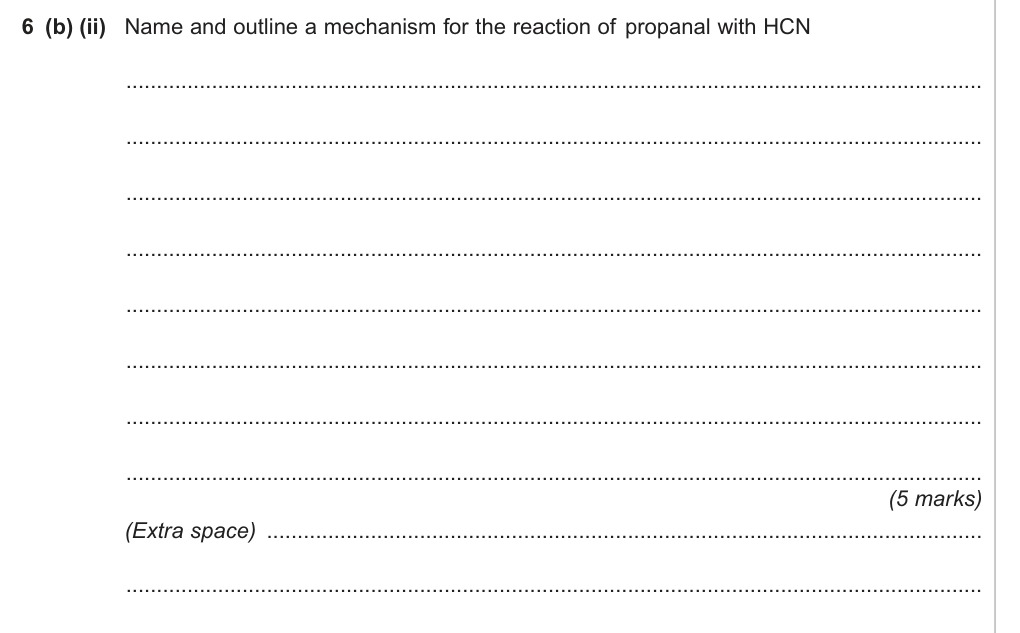 6 (b) (ii) Name and outline a mechanism for the reaction of propanal with HCN
(5 marks)
(Extra space)